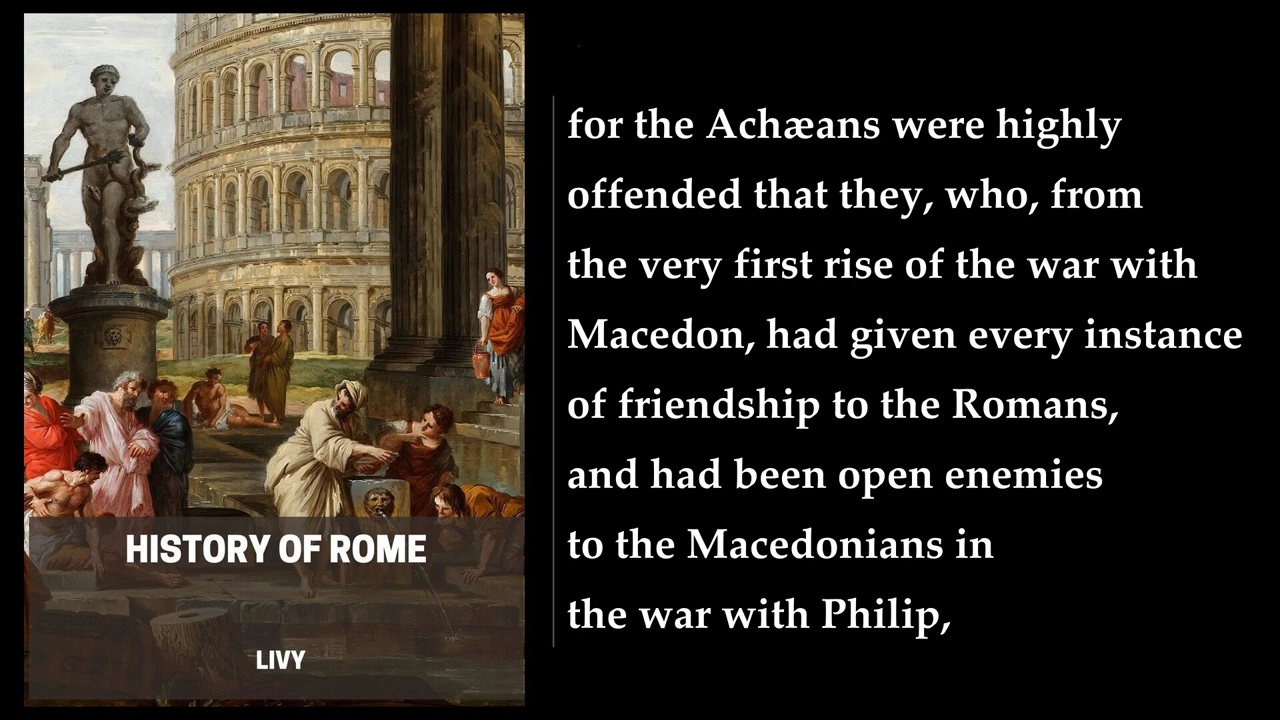 HISTORY OF ROME
LIVY
for the Achæans were highly
offended that they, who, from
the very first rise of the war with
Macedon, had given every instance
of friendship to the Romans,
and had been open enemies
to the Macedonians in
the war with Philip,